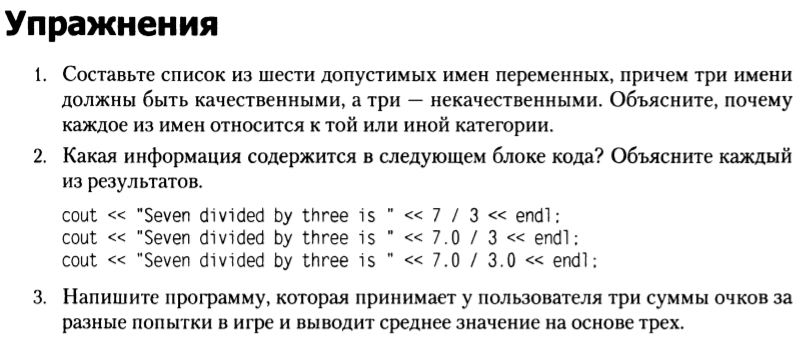 Упражнения
1. Составьте список из шести допустимых имен переменных, причем три имени
должны быть качественными, а три — некачественными. Объясните, почему
каждое из имен относится к той или иной категории.
2. Какая информация содержится в следующем блоке кода? Объясните каждый
из результатов.
cout << "Seven divided by three is " << 7 / 3 << endl;
cout << "Seven divided by three is " << 7.0 / 3 << endl;
cout << "Seven divided by three is " << 7.0 / 3.0 << endl;
3. Напишите программу, которая принимает у пользователя три суммы очков за
разные попытки в игре и выводит среднее значение на основе трех.